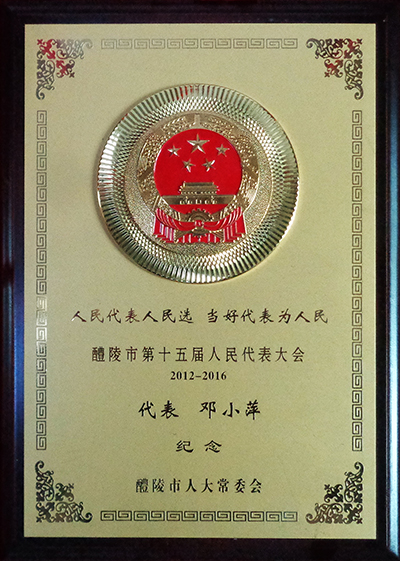 人民代表人民选 当好代表为人民
醴陵市第十五届人民代表大会
2012-2016
代表 邓小萍
纪念
醴陵市人大常委会